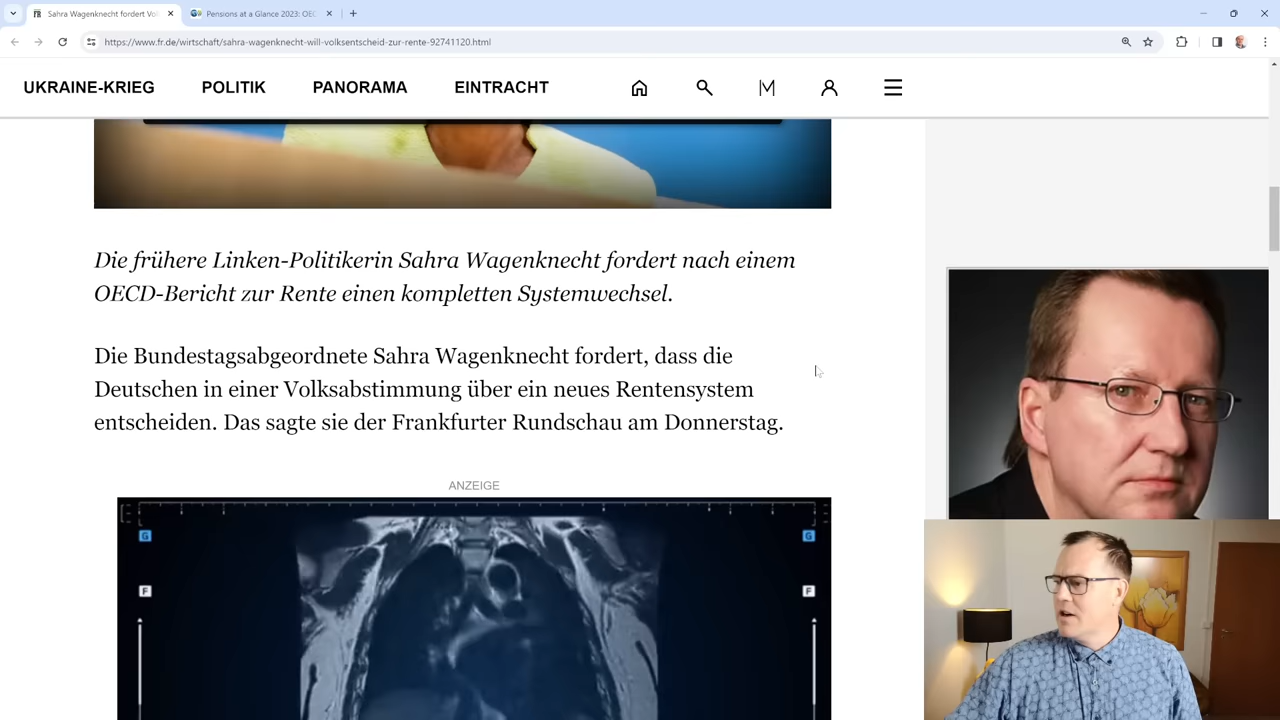 Sahra Wagenknecht fordert Vol
Pensions at a Glance 2023: OEC
https://www.fr.de/wirtschaft/sahra-wagenknecht-will-volksentscheid-zur-rente-92741120.html
UKRAINE-KRIEG POLITIK PANORAMA EINTRACHT
Die frühere Linken-Politikerin Sahra Wagenknecht fordert nach einem
OECD-Bericht zur Rente einen kompletten Systemwechsel.
Die Bundestagsabgeordnete Sahra Wagenknecht fordert, dass die
Deutschen in einer Volksabstimmung über ein neues Rentensystem
entscheiden. Das sagte sie der Frankfurter Rundschau am Donnerstag.
ANZEIGE
G G
F F